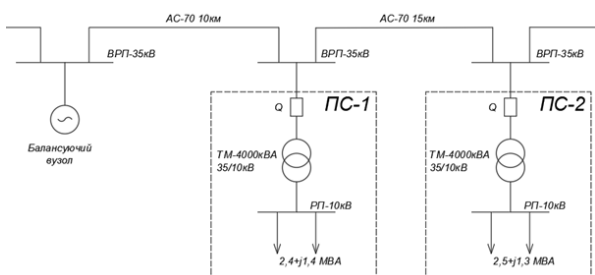 АС-70 10км
АС-70 15км
ВРП-35кВ
ВРП-35кВ
ВРП-35кВ
Балансуючий
вузол
Q
ПС-1
ТМ-4000кВА
35/10кВ
РП-10кВ
2,4+j1,4 МВА
Q
ПС-2
ТМ-4000кВА
35/10кВ
РП-10кВ
2,5+j1,3 МВА